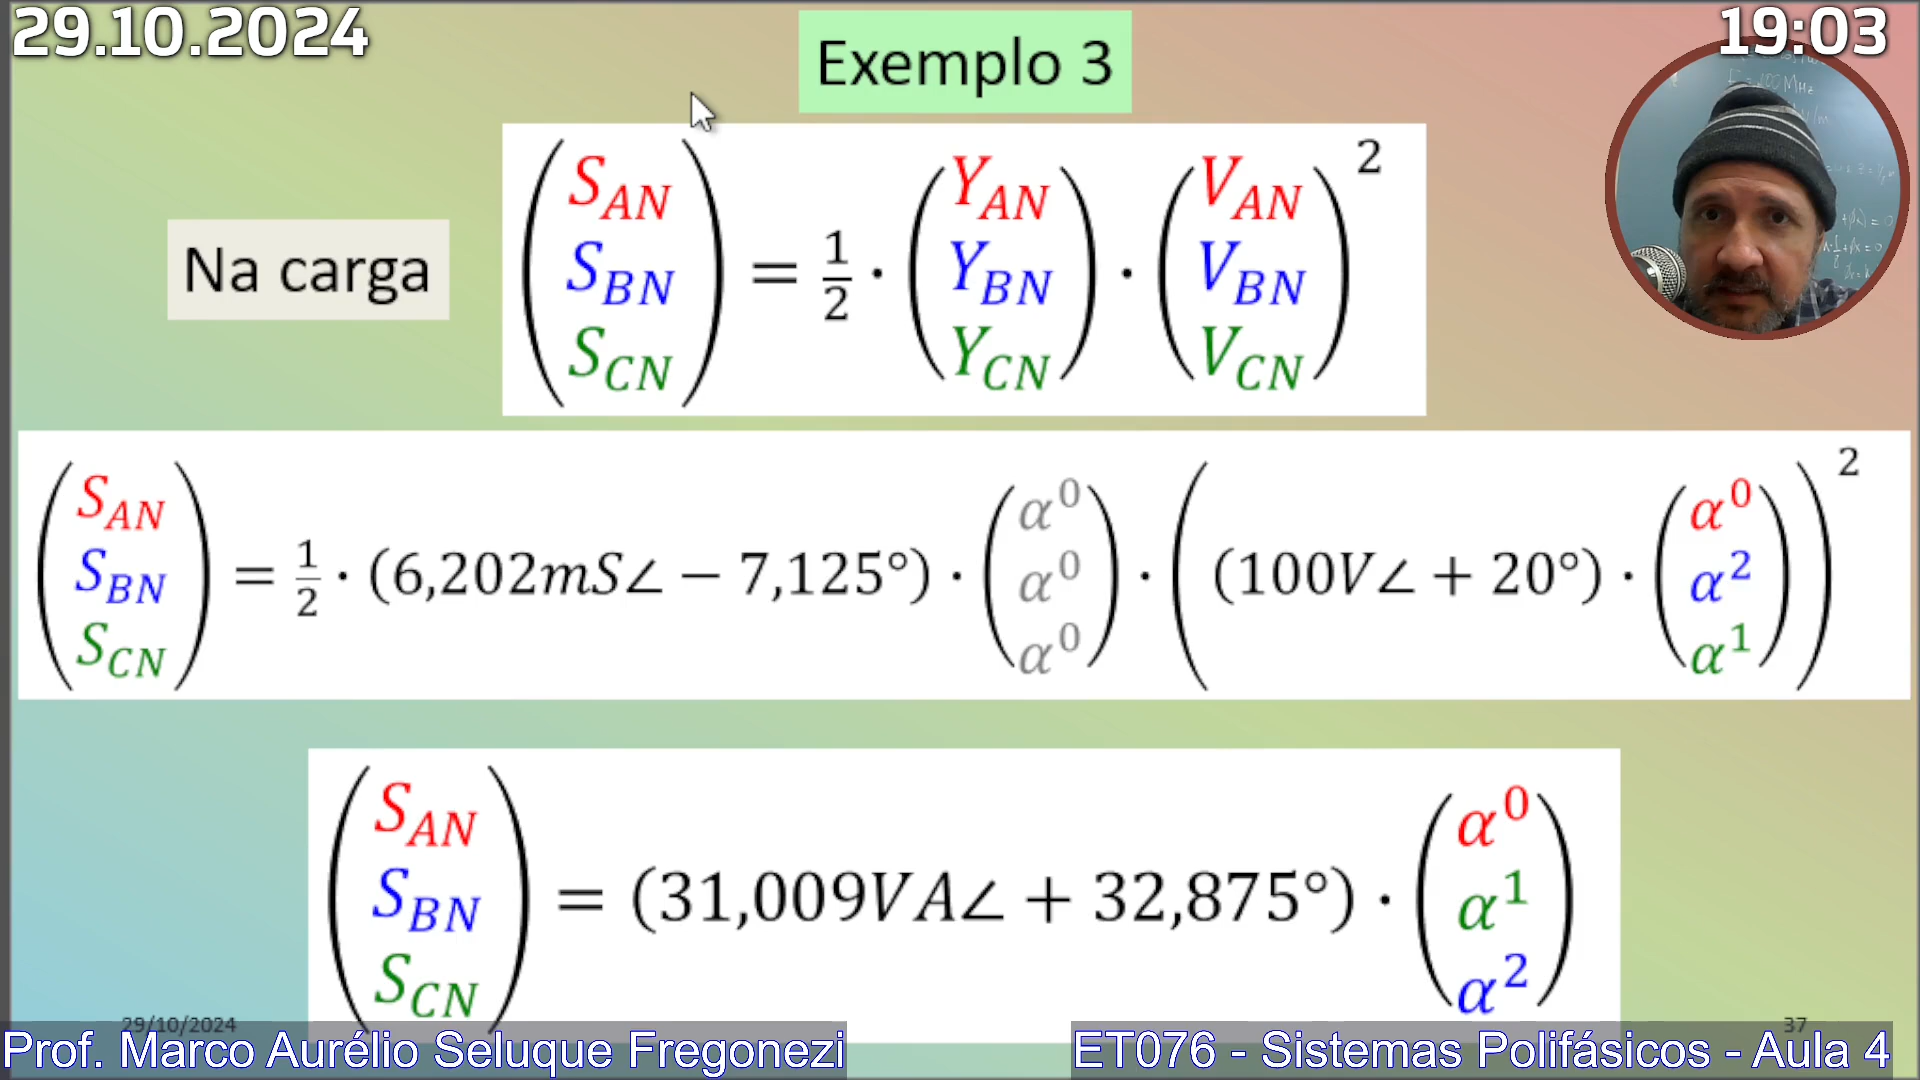 29.10.2024
19:03
Exemplo 3
Na carga
(S_AN S_BN S_CN) = 1/2 · (Y_AN Y_BN Y_CN) · (V_AN V_BN V_CN)^2
(S_AN S_BN S_CN) = 1/2 · (6,202mS∠ − 7,125°) · (α^0 α^0 α^0) · ((100V∠ + 20°) · (α^0 α^2 α^1))^2
(S_AN S_BN S_CN) = (31,009VA∠ + 32,875°) · (α^0 α^1 α^2)
29/10/2024
37
Prof. Marco Aurélio Seluque Fregonezi
ET076 - Sistemas Polifásicos - Aula 4